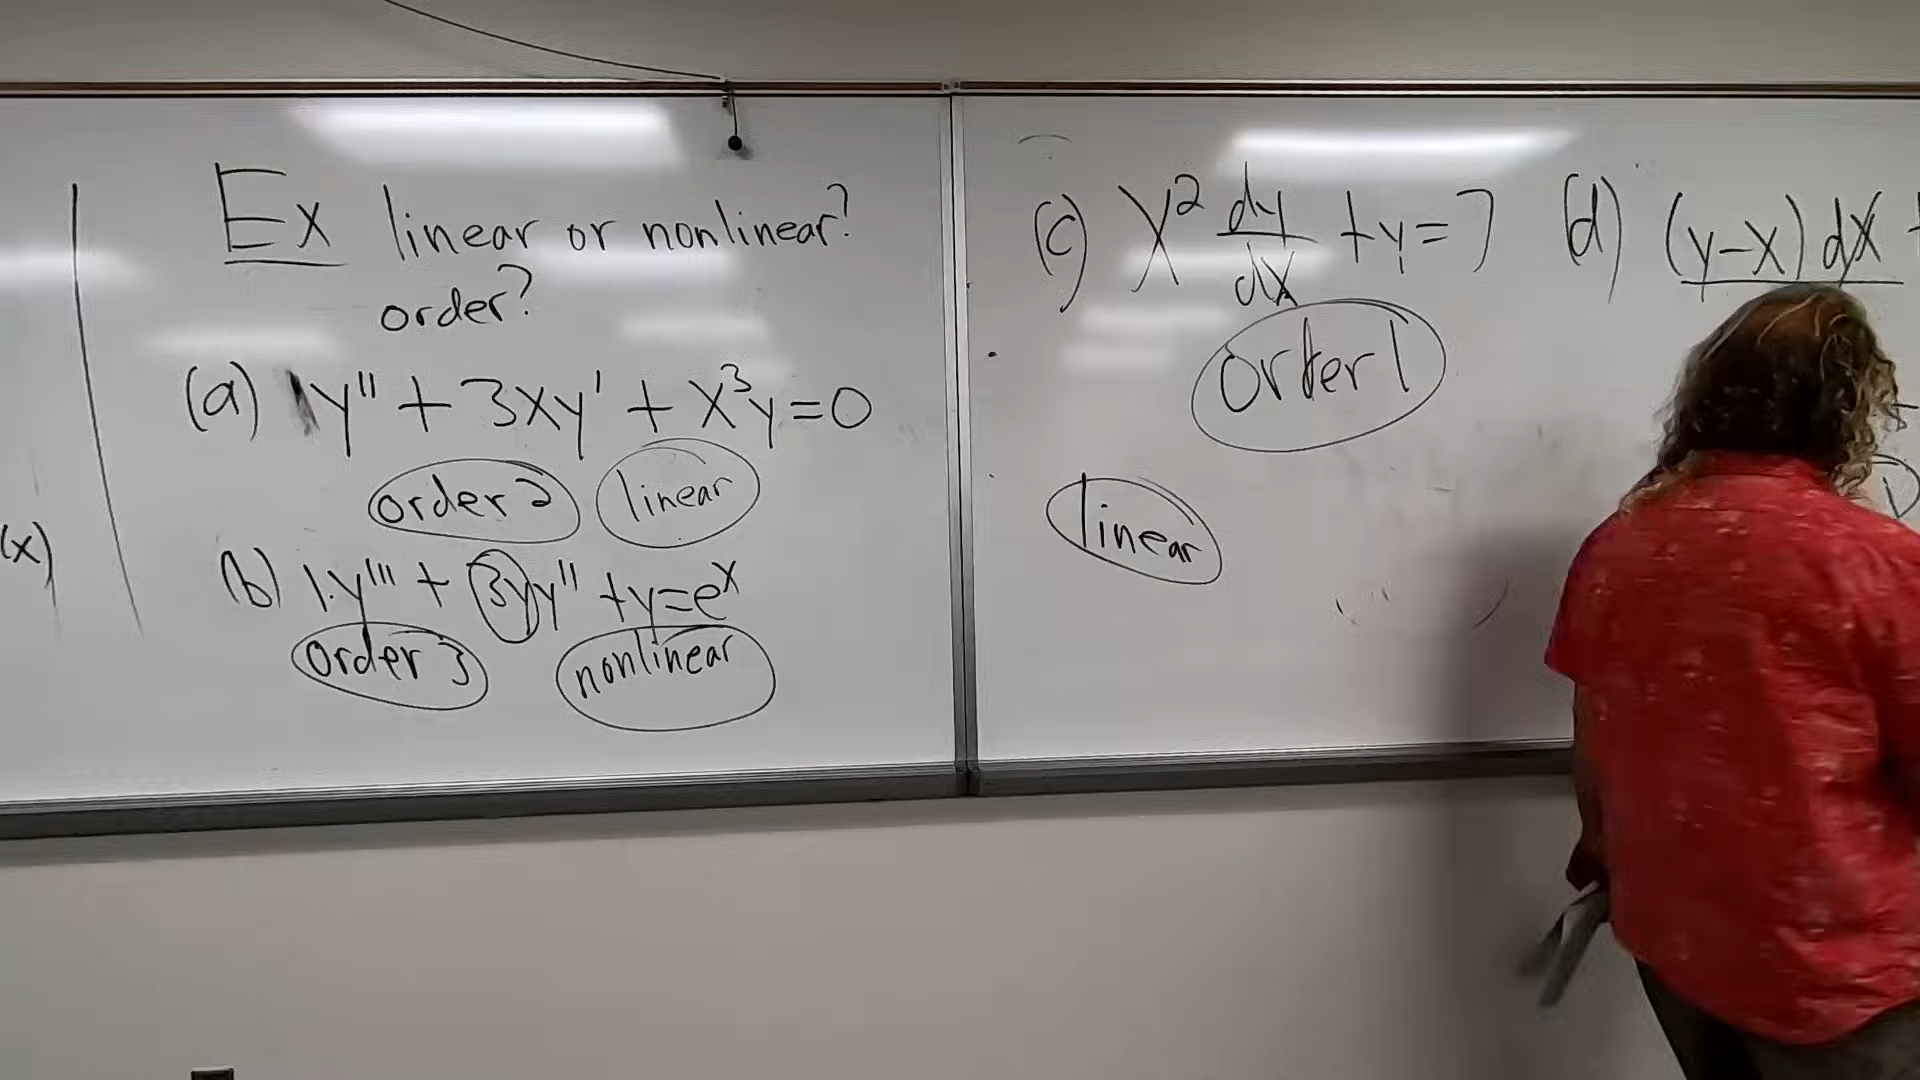 Ex linear or nonlinear?
order?
(a) 1y'' + 3xy' + x³y = 0
order 2 linear
(b) 1·y''' + 3yy'' + y = eˣ
order 3 nonlinear
(x)
(c) x² dy/dx + y = 7
order 1
linear
(d) (y-x) dx +